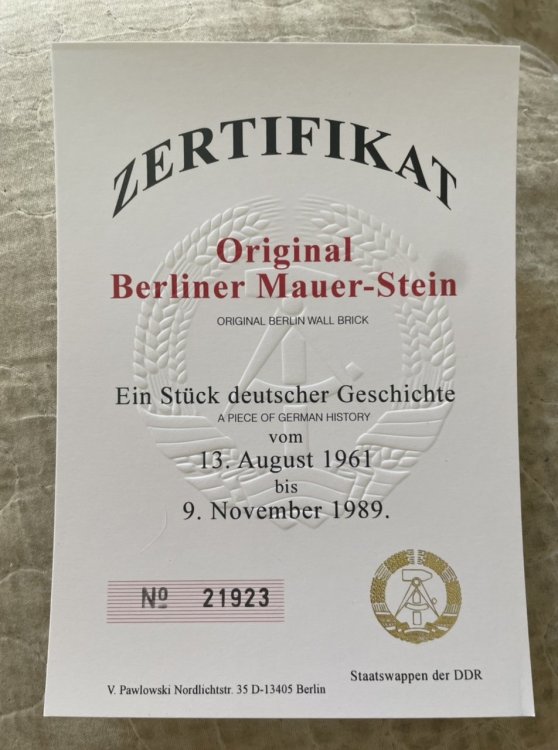 ZERTIFIKAT
Original
Berliner Mauer-Stein
ORIGINAL BERLIN WALL BRICK
Ein Stück deutscher Geschichte
A PIECE OF GERMAN HISTORY
vom
13. August 1961
bis
9. November 1989.
Nº 21923
Staatswappen der DDR
V. Pawlowski Nordlichtstr. 35 D-13405 Berlin